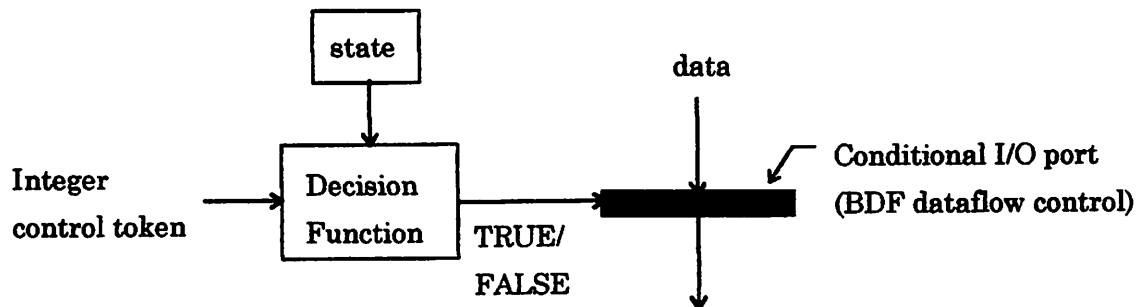 state
data
Integer
control token
Decision
Function
TRUE/
FALSE
Conditional I/O port
(BDF dataflow control)